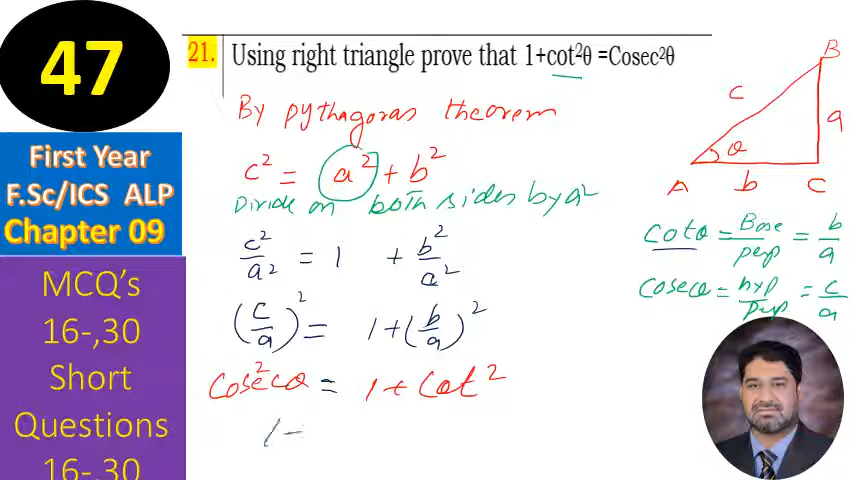 47
First Year
F.Sc/ICS ALP
Chapter 09
MCQ's
16-,30
Short
Questions
16-30
21. Using right triangle prove that 1+cot²θ =Cosec²θ
By pythagoras theorem
c² = a² + b²
Divide on both sides by a²
c²/a² = 1 + b²/a²
(c/a)² = 1+(b/a)²
Cosec²θ = 1+Cot²
1-
B
c
a
θ
A b C
Cotθ = Base/perp = b/a
Cosecθ = hyp/perp = c/a